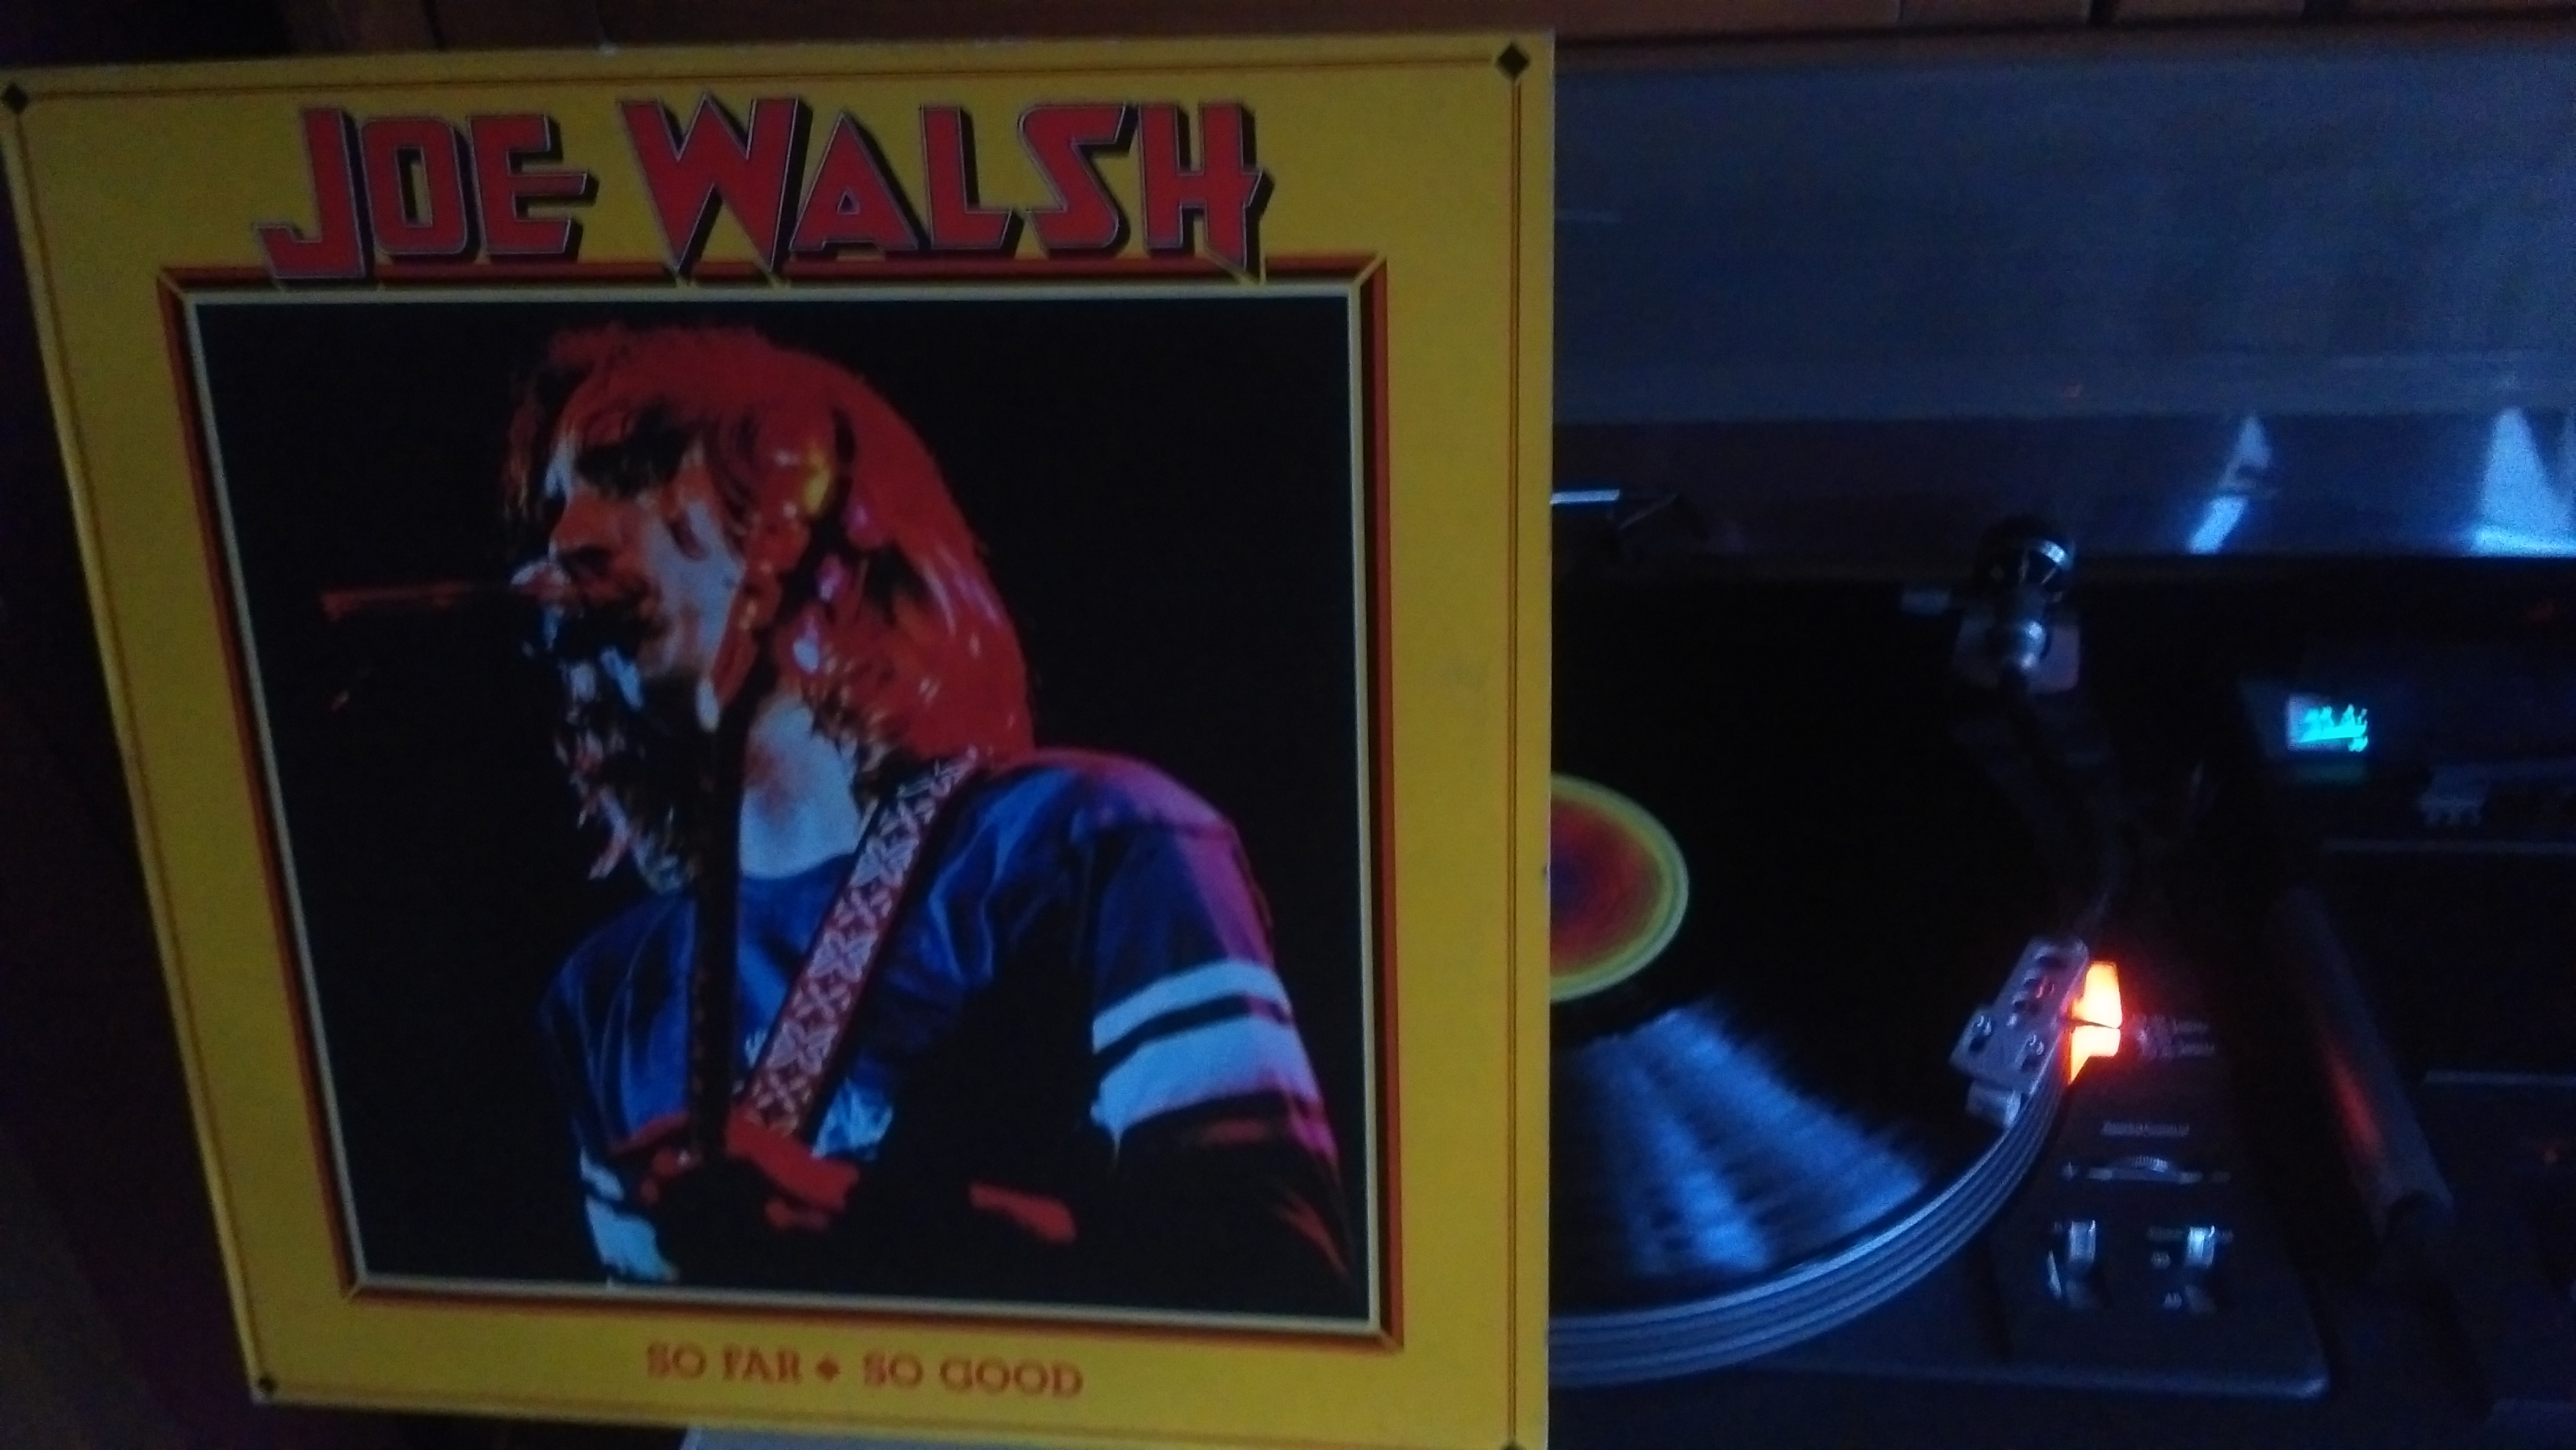 JOE WALSH
SO FAR ♦ SO GOOD